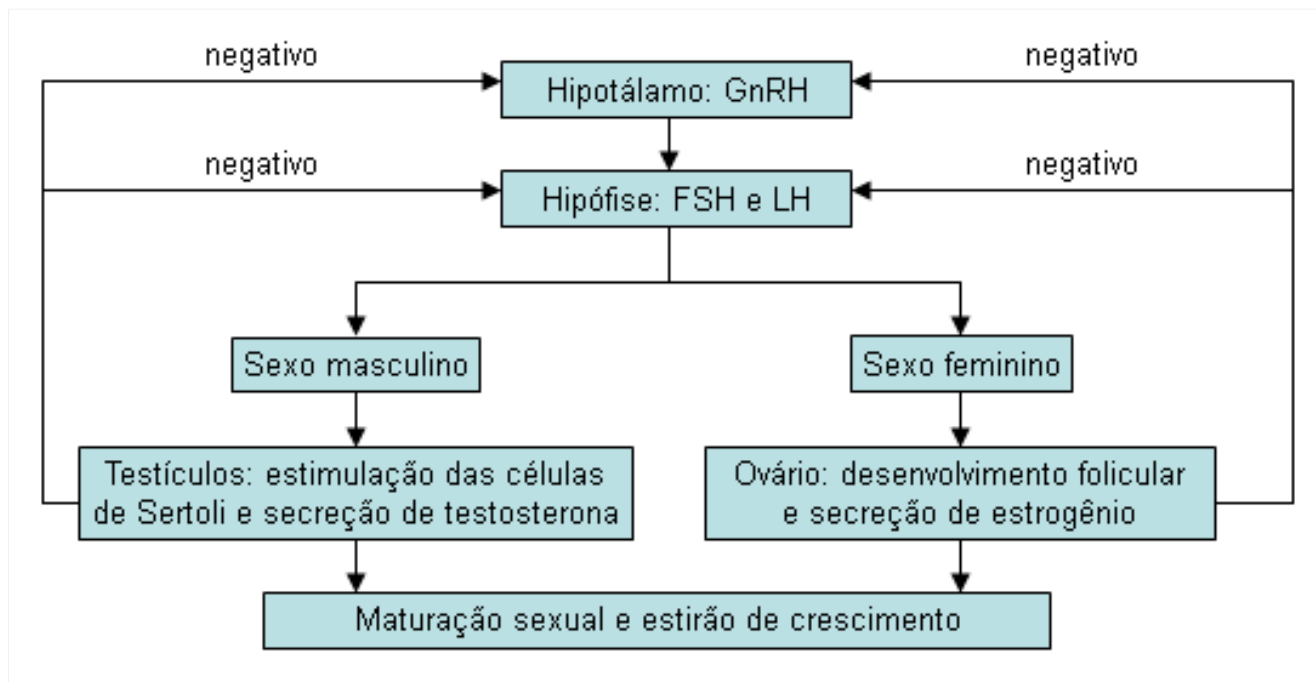 negativo
negativo
Hipotálamo: GnRH
negativo
negativo
Hipófise: FSH e LH
Sexo masculino
Sexo feminino
Testículos: estimulação das células
de Sertoli e secreção de testosterona
Ovário: desenvolvimento folicular
e secreção de estrogênio
Maturação sexual e estirão de crescimento